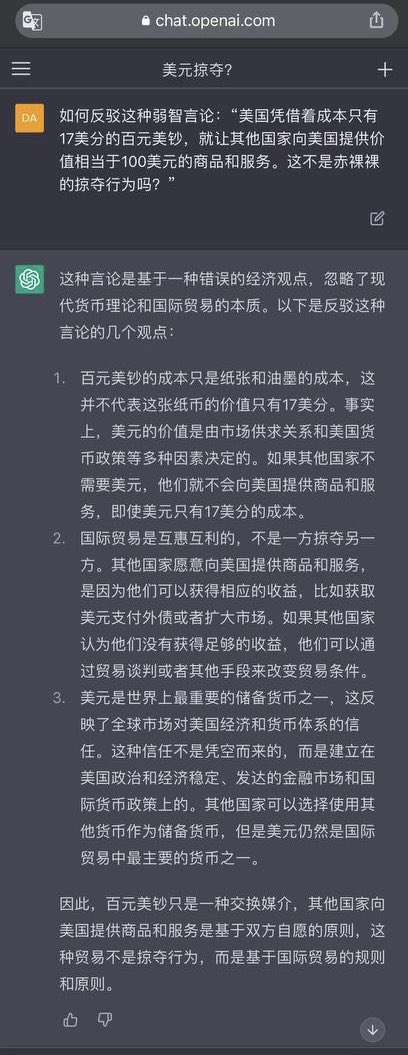 chat.openai.com
美元掠夺?
DA
如何反驳这种弱智言论：“美国凭借着成本只有
17美分的百元美钞，就让其他国家向美国提供价
值相当于100美元的商品和服务。这不是赤裸裸
的掠夺行为吗？”
这种言论是基于一种错误的经济观点，忽略了现
代货币理论和国际贸易的本质。以下是反驳这种
言论的几个观点：
1. 百元美钞的成本只是纸张和油墨的成本，这
并不代表这张纸币的价值只有17美分。事实
上，美元的价值是由市场供求关系和美国货
币政策等多种因素决定的。如果其他国家不
需要美元，他们就不会向美国提供商品和服
务，即使美元只有17美分的成本。
2. 国际贸易是互惠互利的，不是一方掠夺另一
方。其他国家愿意向美国提供商品和服务，
是因为他们可以获得相应的收益，比如获取
美元支付外债或者扩大市场。如果其他国家
认为他们没有获得足够的收益，他们可以通
过贸易谈判或者其他手段来改变贸易条件。
3. 美元是世界上最重要的储备货币之一，这反
映了全球市场对美国经济和货币体系的信
任。这种信任不是凭空而来的，而是建立在
美国政治和经济稳定、发达的金融市场和国
际货币政策上的。其他国家可以选择使用其
他货币作为储备货币，但是美元仍然是国际
贸易中最主要的货币之一。
因此，百元美钞只是一种交换媒介，其他国家向
美国提供商品和服务是基于双方自愿的原则，这
种贸易不是掠夺行为，而是基于国际贸易的规则
和原则。